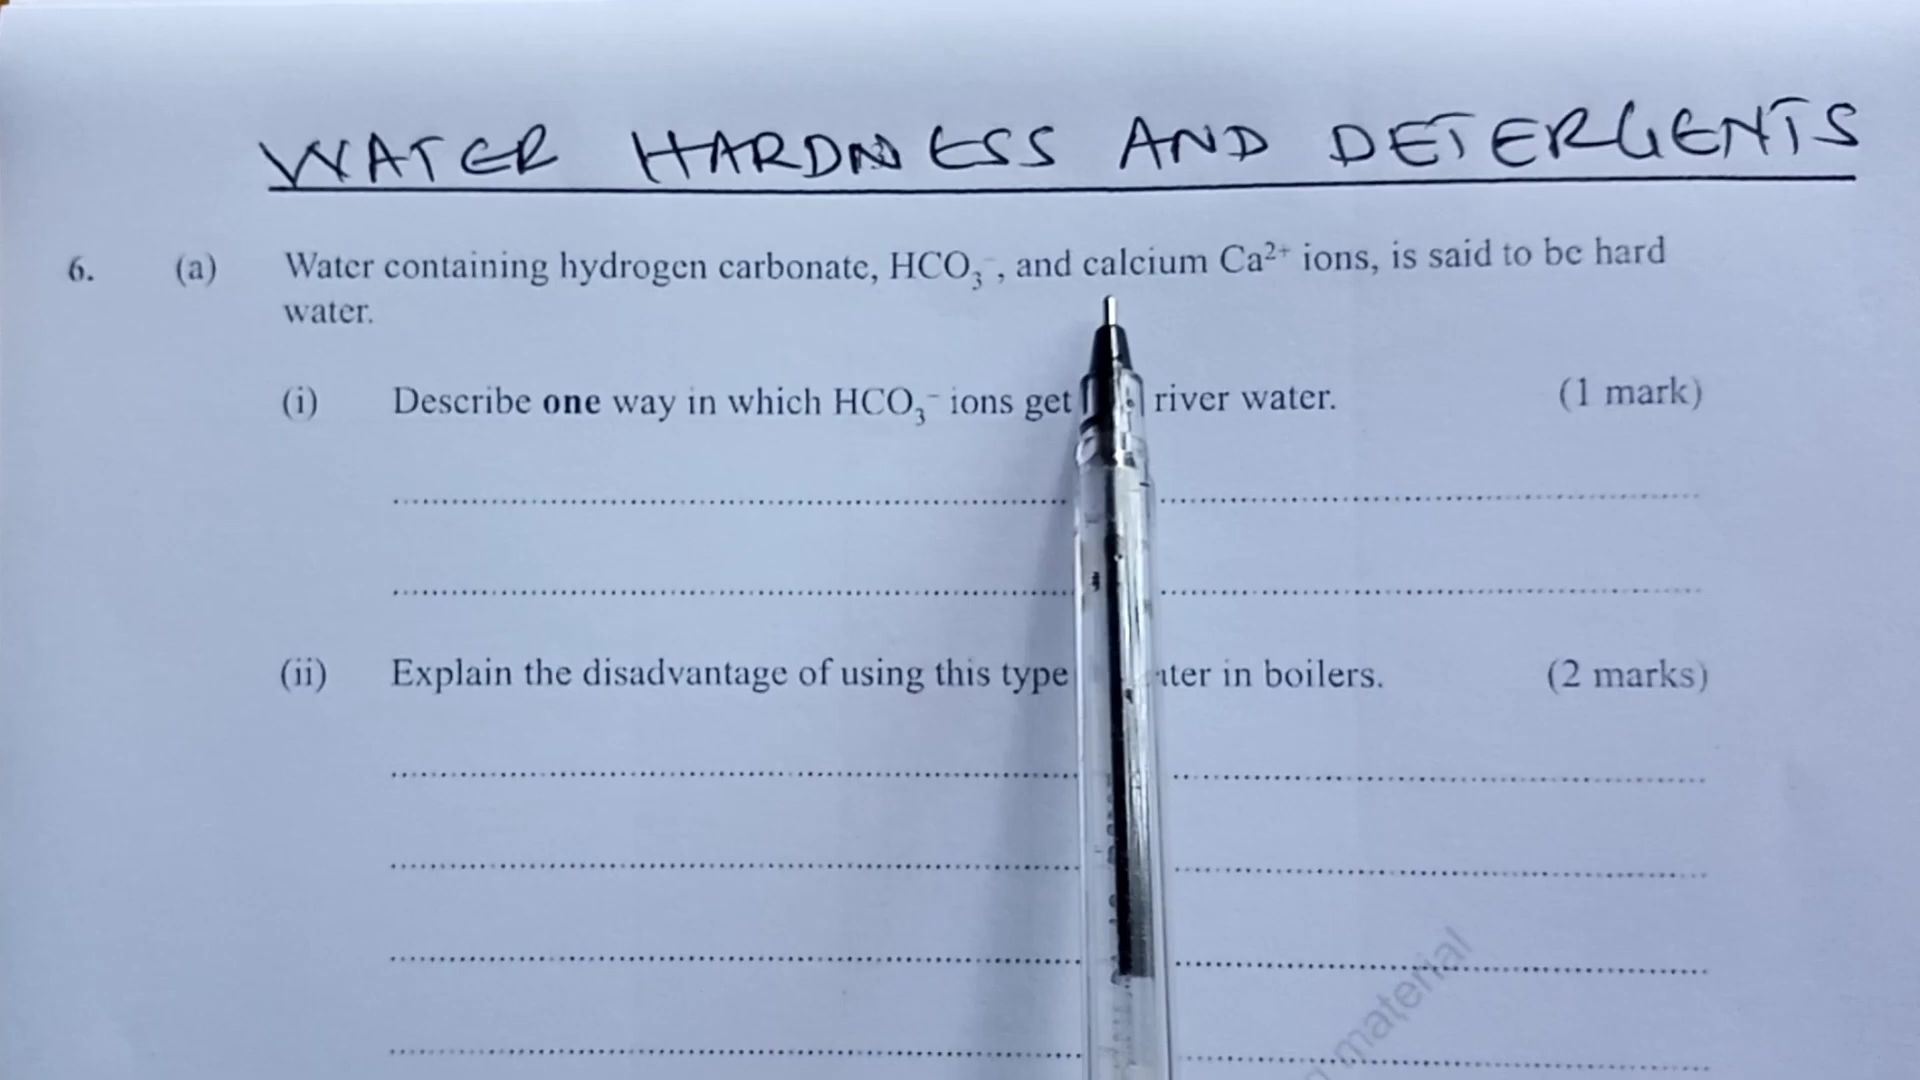 WATER HARDNESS AND DETERGENTS
6. (a) Water containing hydrogen carbonate, HCO₃⁻, and calcium Ca²⁺ ions, is said to be hard
water.
(i) Describe one way in which HCO₃⁻ ions get river water. (1 mark)
(ii) Explain the disadvantage of using this type in boilers. (2 marks)
material